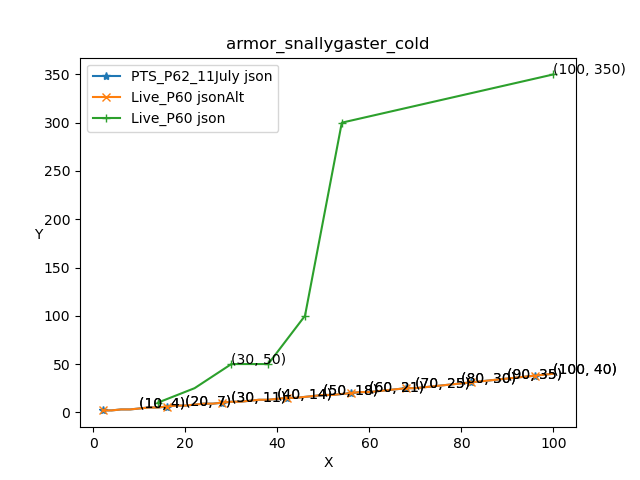 armor_snallygaster_cold
PTS_P62_11July json
Live_P60 jsonAlt
Live_P60 json
Y
350
300
250
200
150
100
50
0
(100, 350)
(30, 50)
(10, 4)
(20, 7)
(30, 11)
(40, 14)
(50, 18)
(60, 21)
(70, 25)
(80, 30)
(90, 35)
(100, 40)
0 20 40 60 80 100
X